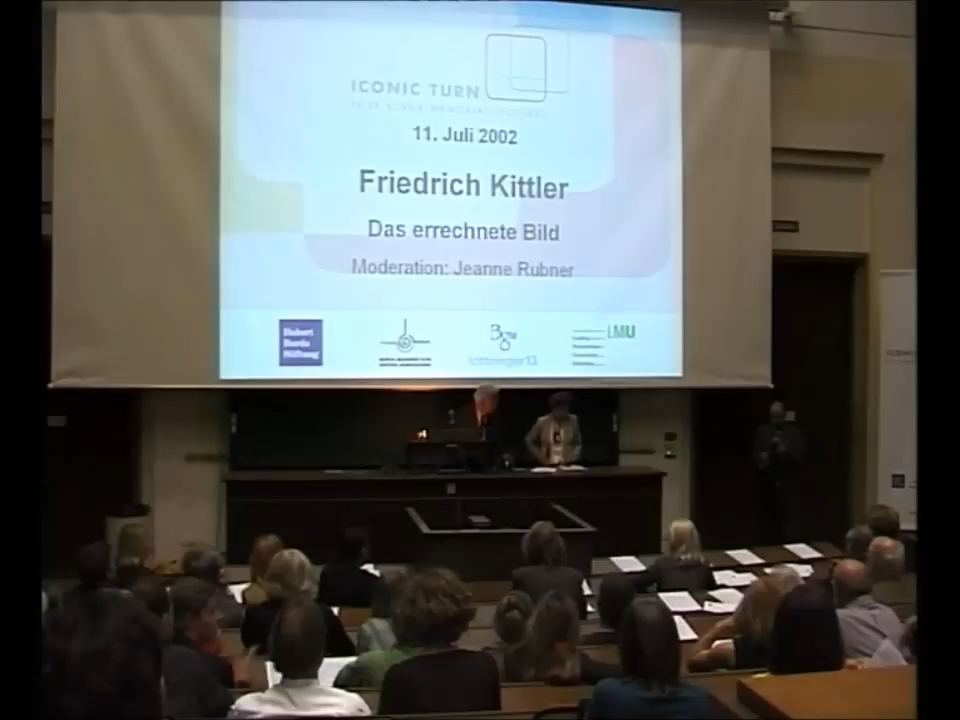 ICONIC TURN
11. Juli 2002
Friedrich Kittler
Das errechnete Bild
Moderation: Jeanne Rubner
Hubert
Burda
Stiftung
LMU